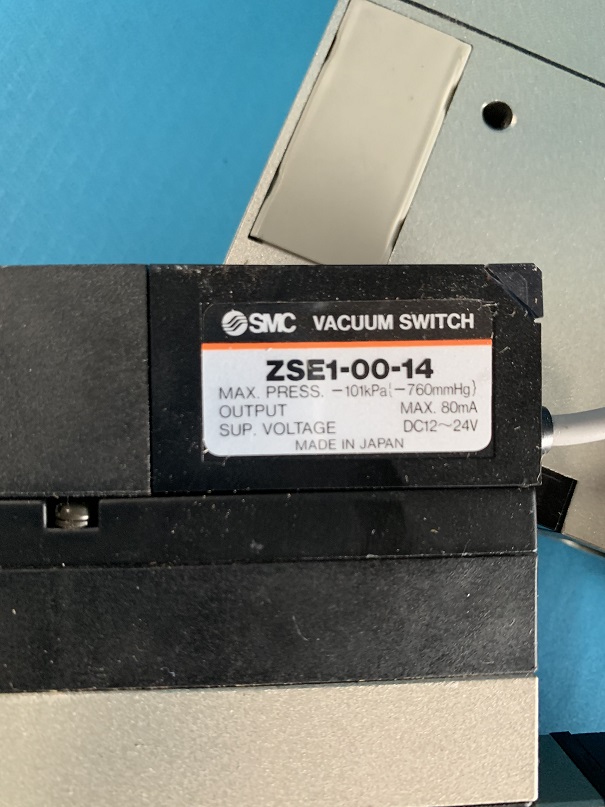 SMC VACUUM SWITCH
ZSE1-00-14
MAX. PRESS. -101kPa{-760mmHg}
OUTPUT MAX. 80mA
SUP. VOLTAGE DC12~24V
MADE IN JAPAN